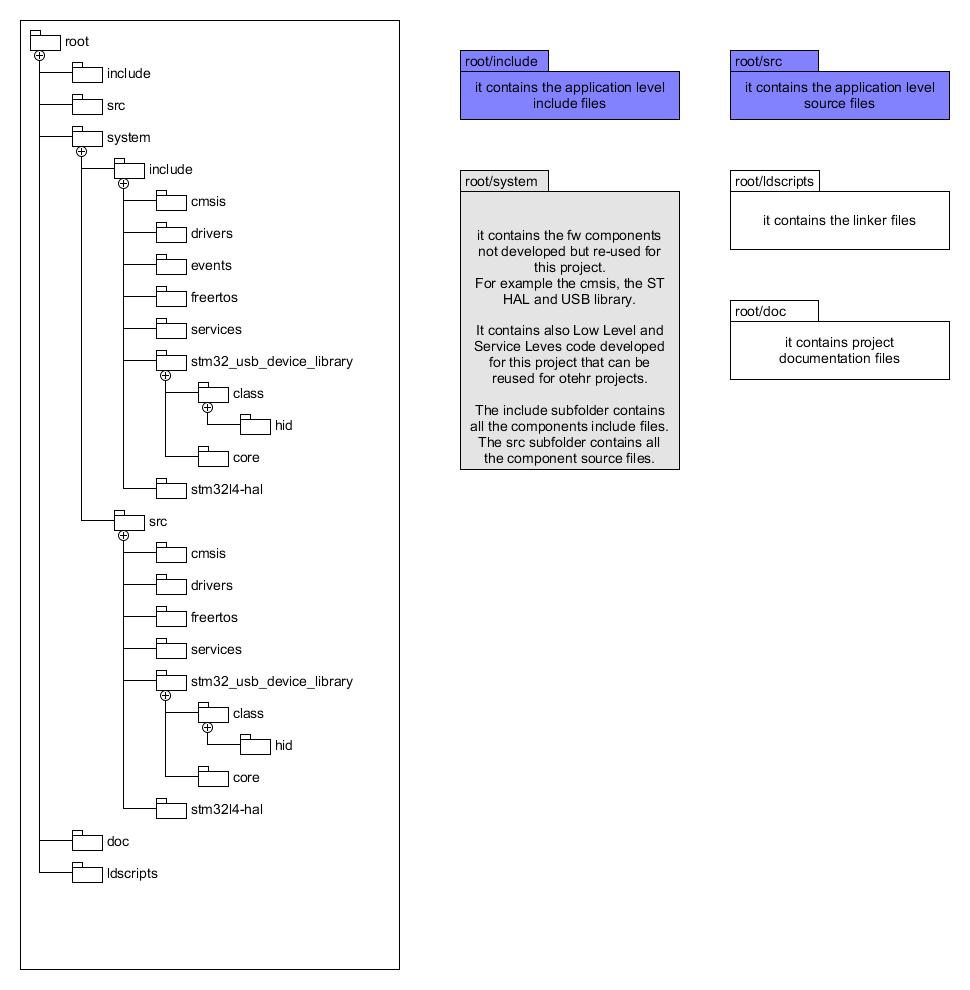 root
include
src
system
include
cmsis
drivers
events
freertos
services
stm32_usb_device_library
class
hid
core
stm32l4-hal
src
cmsis
drivers
freertos
services
stm32_usb_device_library
class
hid
core
stm32l4-hal
doc
ldscripts
root/include
it contains the application level
include files
root/src
it contains the application level
source files
root/system
it contains the fw components
not developed but re-used for
this project.
For example the cmsis, the ST
HAL and USB library.
It contains also Low Level and
Service Leves code developed
for this project that can be
reused for otehr projects.
The include subfolder contains
all the components include files.
The src subfolder contains all
the component source files.
root/ldscripts
it contains the linker files
root/doc
it contains project
documentation files